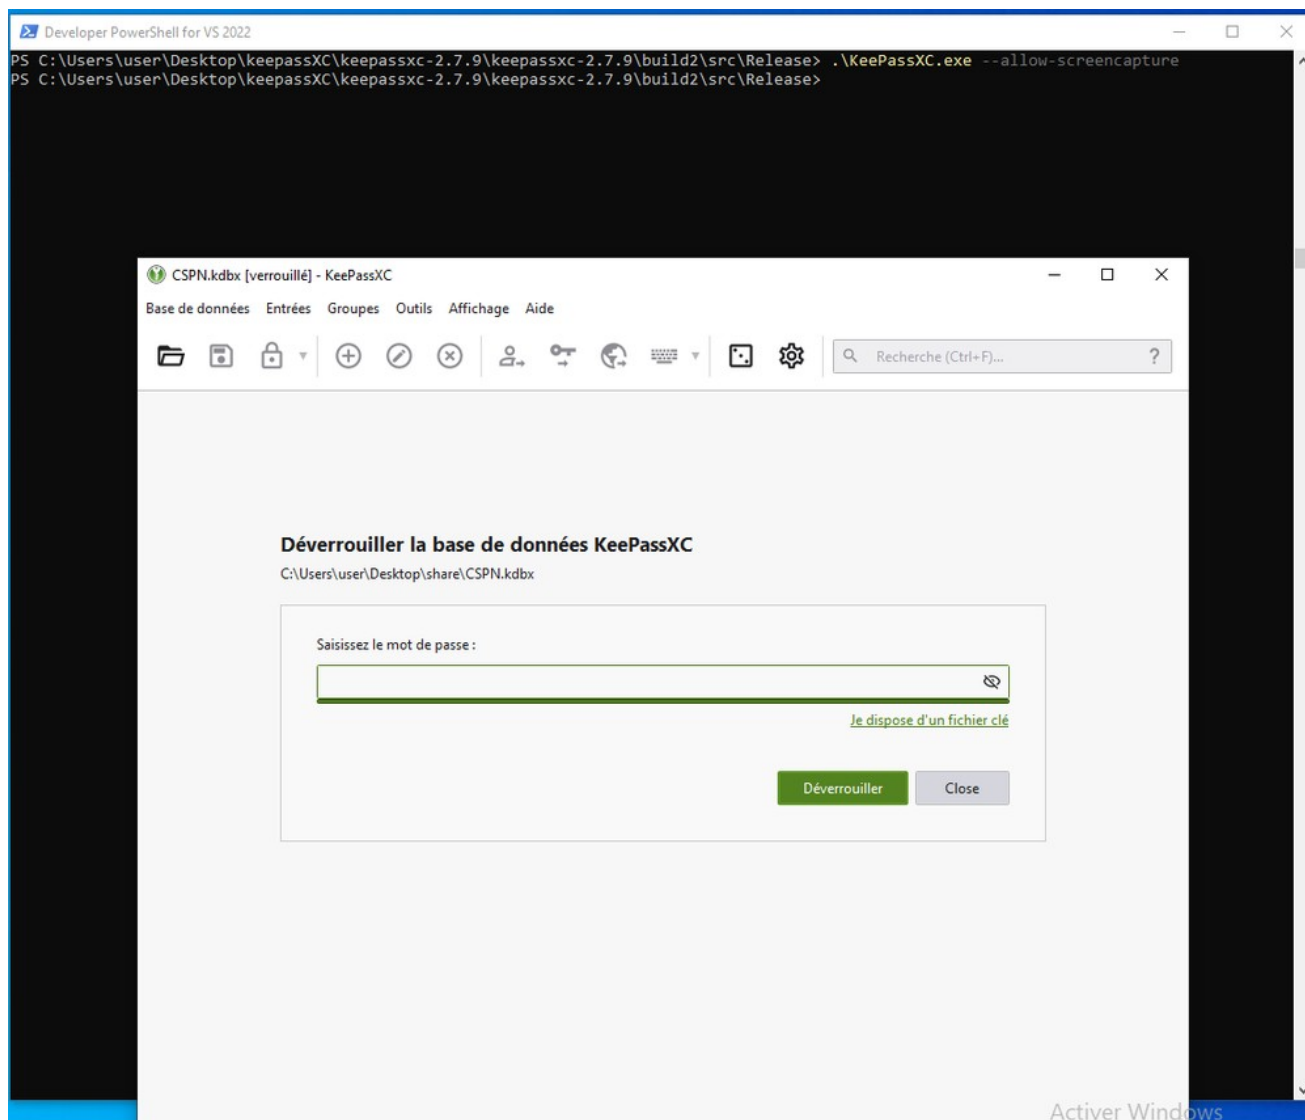 Developer PowerShell for VS 2022
PS C:\Users\user\Desktop\keepassXC\keepassxc-2.7.9\keepassxc-2.7.9\build2\src\Release> .\KeePassXC.exe --allow-screencapture
PS C:\Users\user\Desktop\keepassXC\keepassxc-2.7.9\keepassxc-2.7.9\build2\src\Release>
CSPN.kdbx [verrouillé] - KeePassXC
Base de données Entrées Groupes Outils Affichage Aide
Recherche (Ctrl+F)... ?
Déverrouiller la base de données KeePassXC
C:\Users\user\Desktop\share\CSPN.kdbx
Saisissez le mot de passe :
Je dispose d'un fichier clé
Déverrouiller Close
Activer Windows